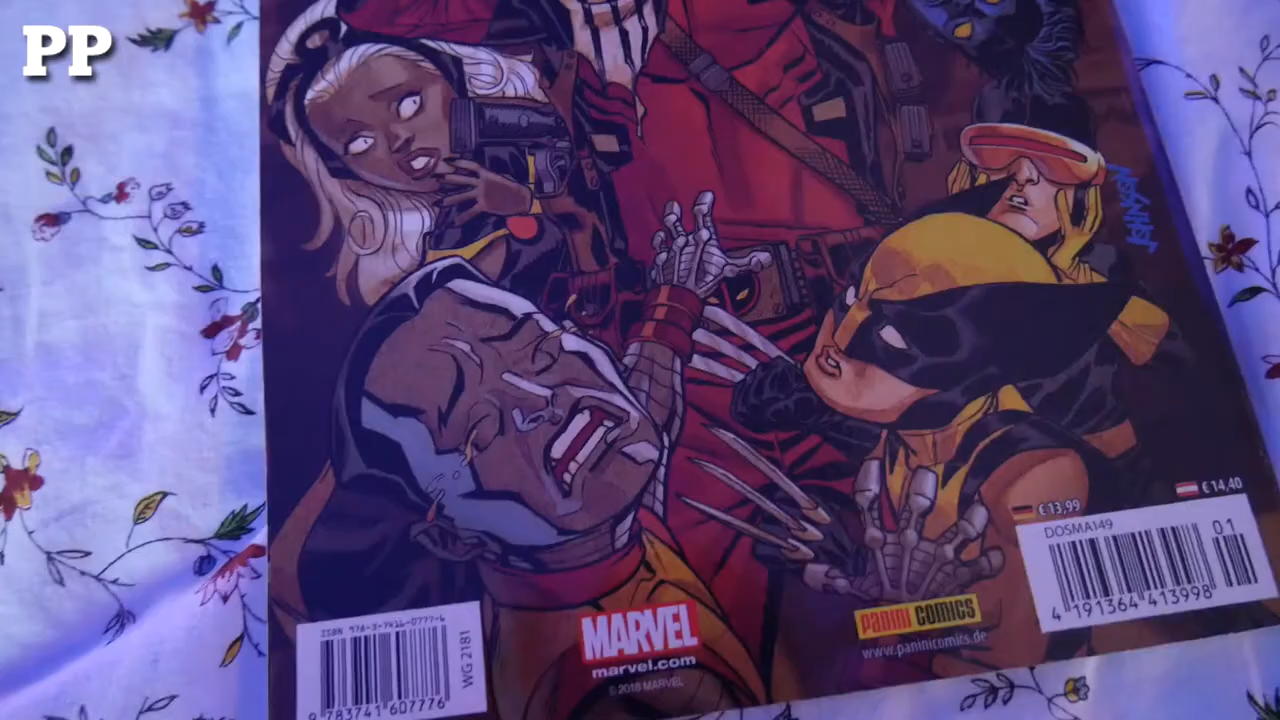 PP
JOHNSON
€ 14,40
€ 13,99
DOSMA149
01
4 191364 413998
ISBN 978-3-7416-0777-6
WG 2181
9 783741 607776
MARVEL
marvel.com
© 2018 MARVEL
PANINI COMICS
www.paninicomics.de